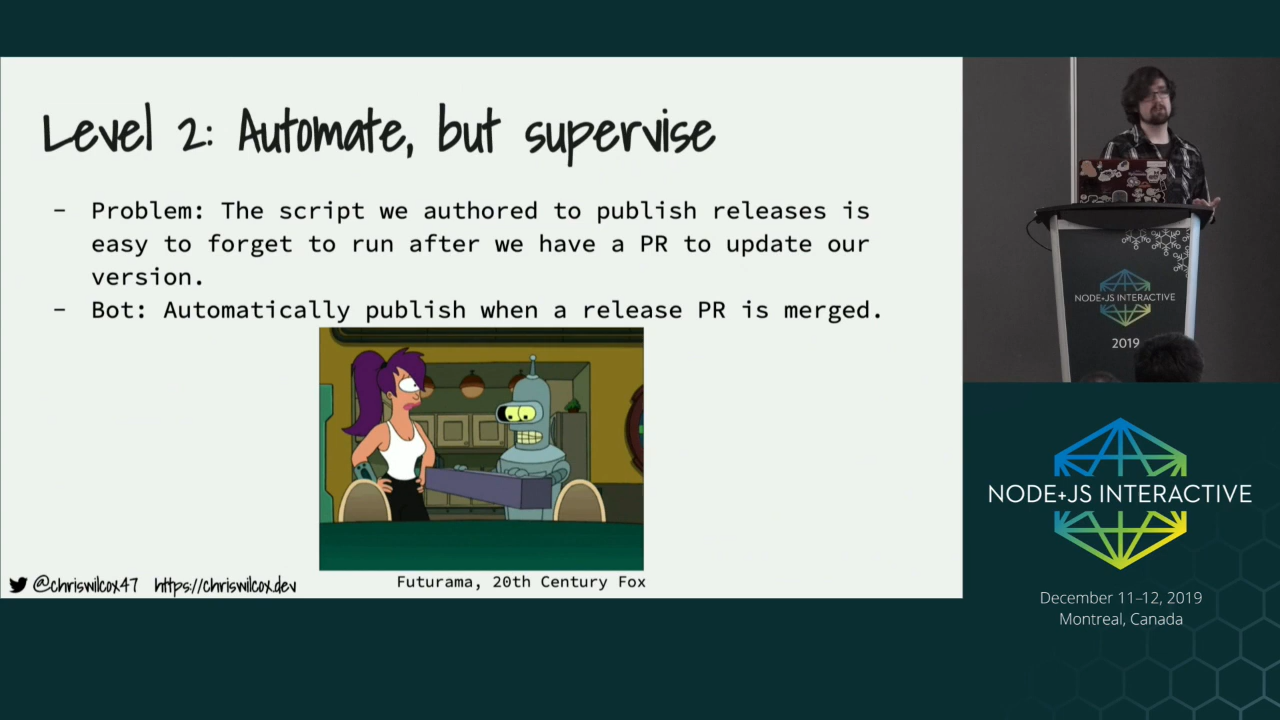 Level 2: Automate, but supervise
- Problem: The script we authored to publish releases is
easy to forget to run after we have a PR to update our
version.
- Bot: Automatically publish when a release PR is merged.
Futurama, 20th Century Fox
@chriswilcox47 https://chriswilcox.dev
NODE+JS INTERACTIVE
2019
NODE+JS INTERACTIVE
December 11–12, 2019
Montreal, Canada